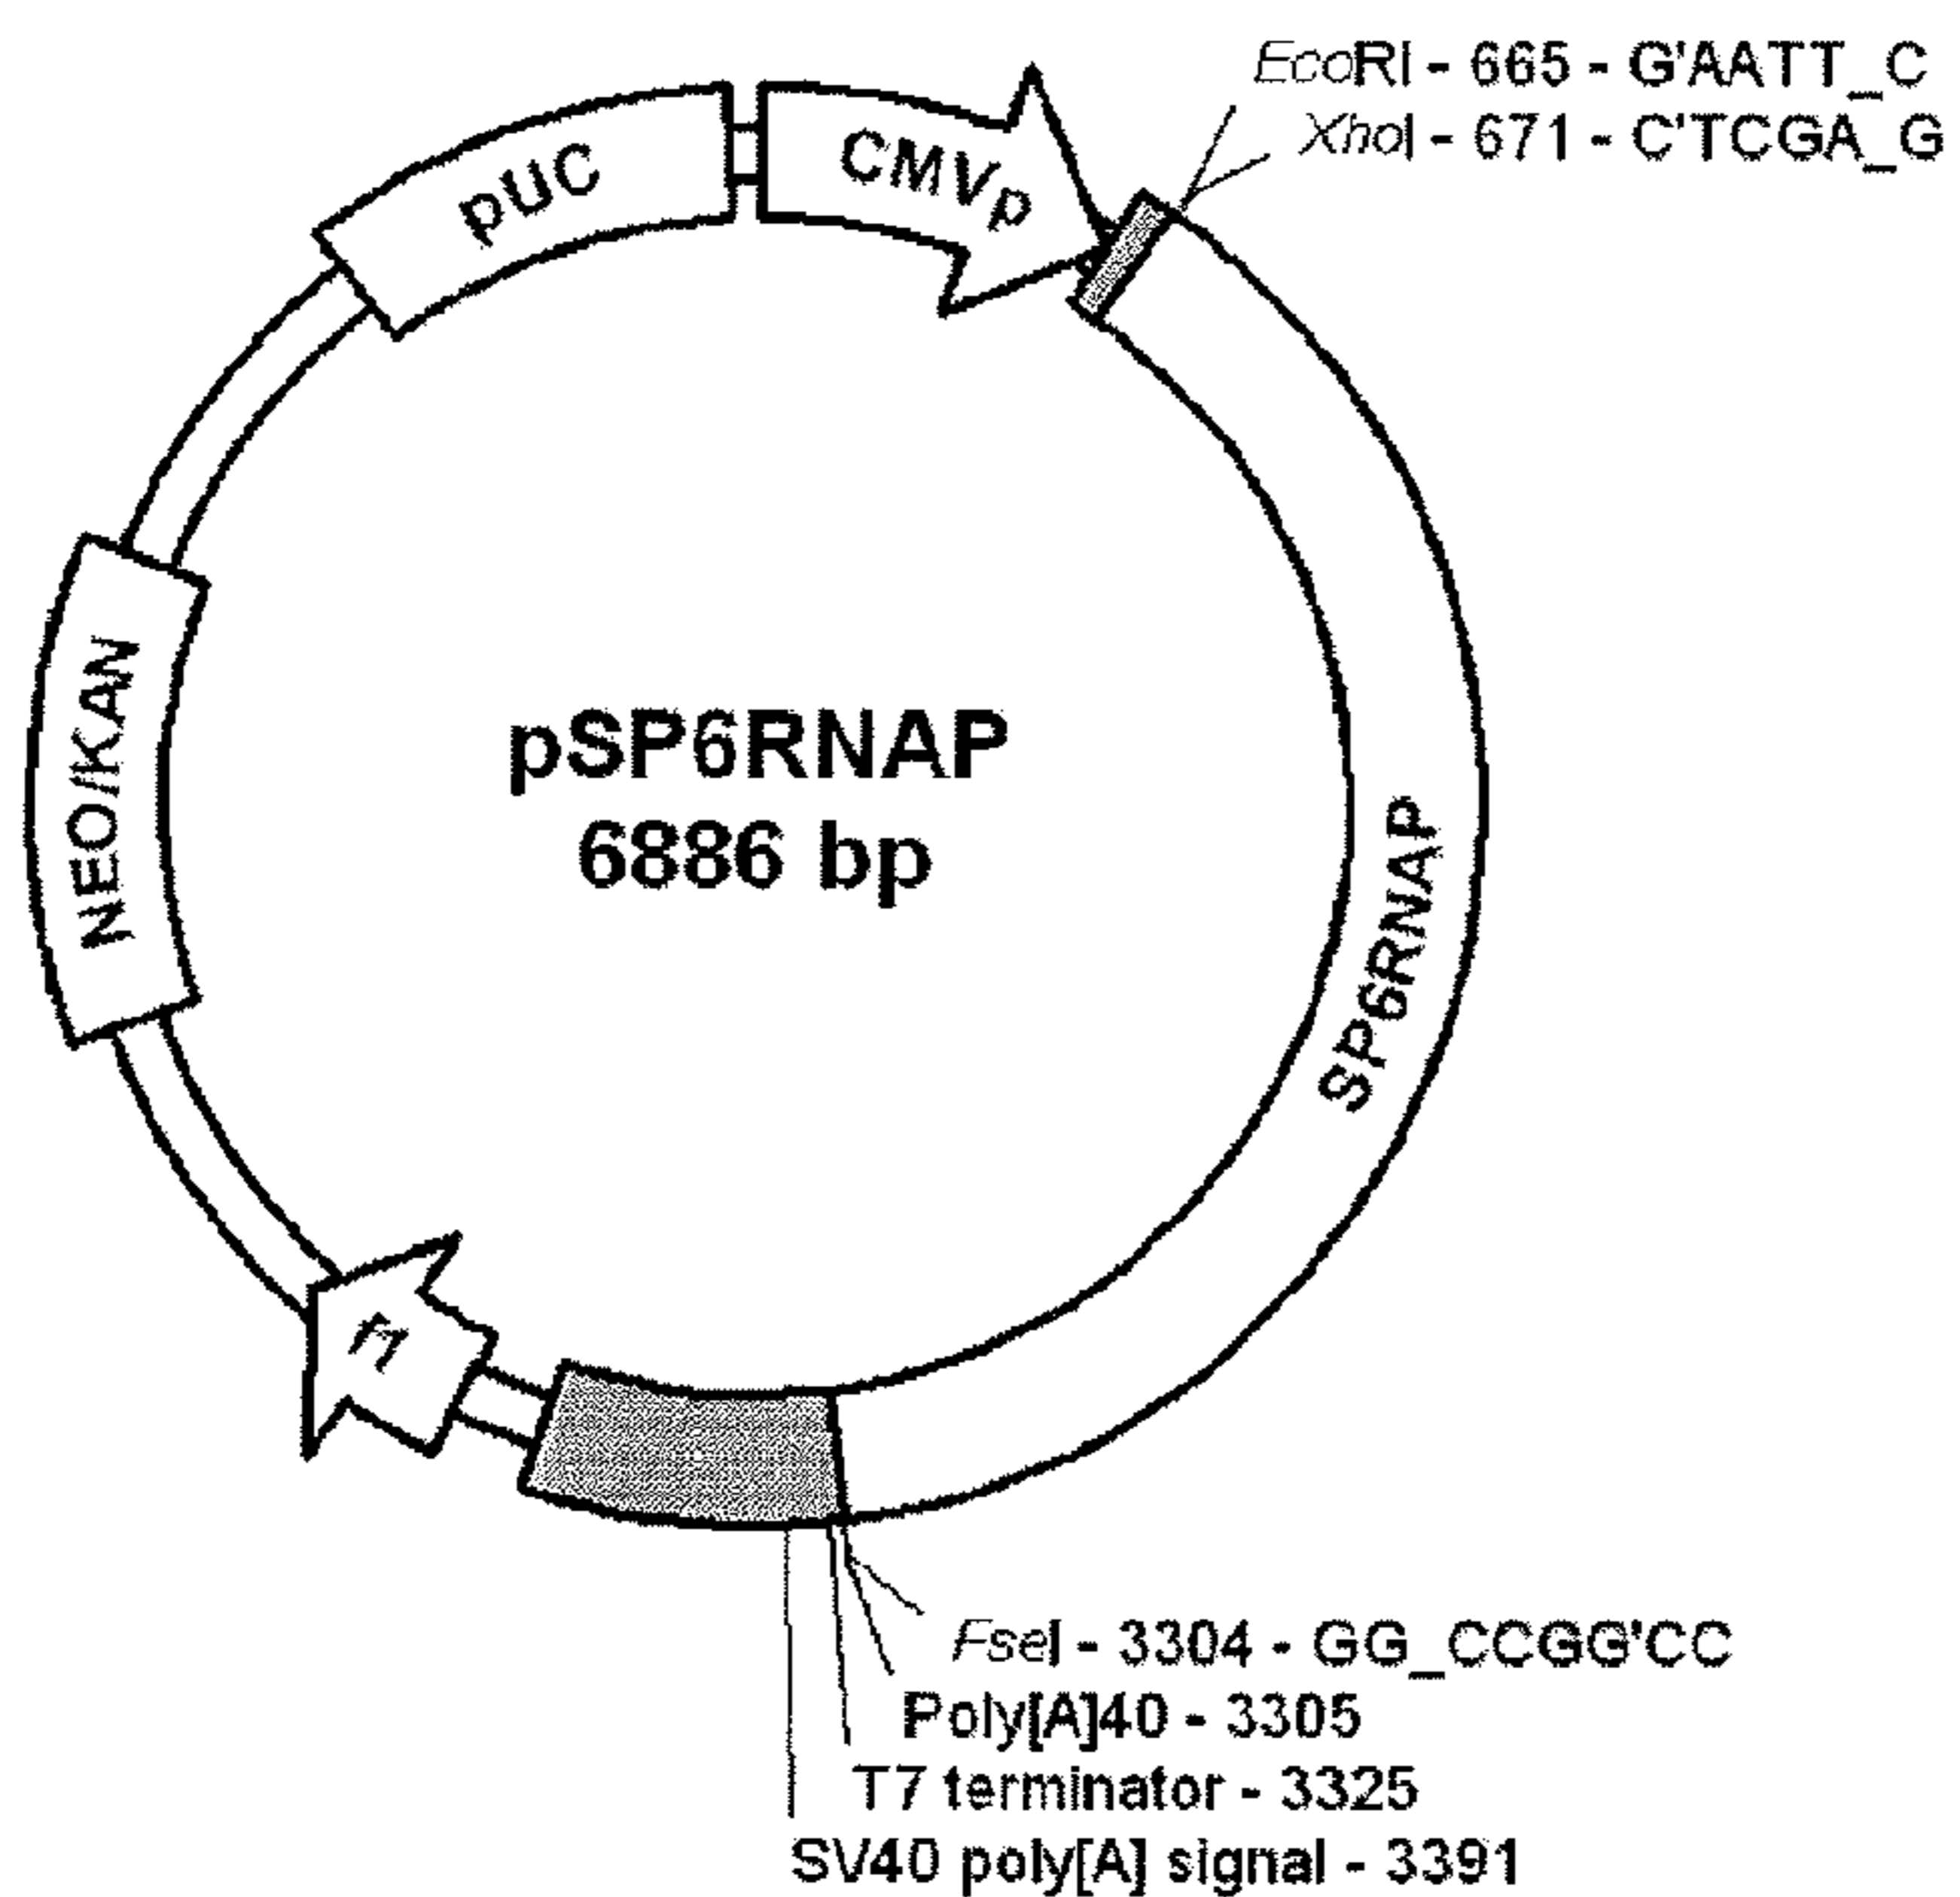 EcoRI - 665 - G'AATT_C
XhoI - 671 - C'TCGA_G
pUC
CMVp
NEO/KAN
pSP6RNAP
6886 bp
SP6RNAP
f1
FseI - 3304 - GG_CCGG'CC
Poly[A]40 - 3305
T7 terminator - 3325
SV40 poly[A] signal - 3391